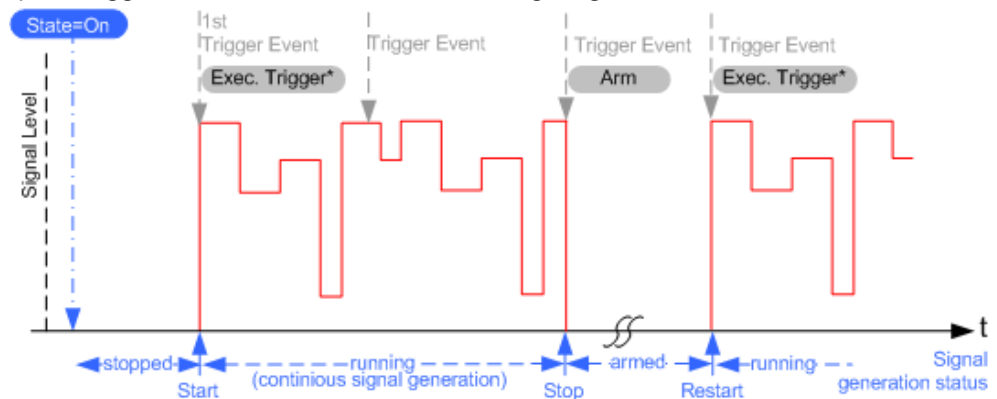 State=On
1st
Trigger Event
Trigger Event
Trigger Event
Trigger Event
Exec. Trigger*
Arm
Exec. Trigger*
Signal Level
t
stopped
running
(continious signal generation)
armed
running
Signal
generation status
Start
Stop
Restart